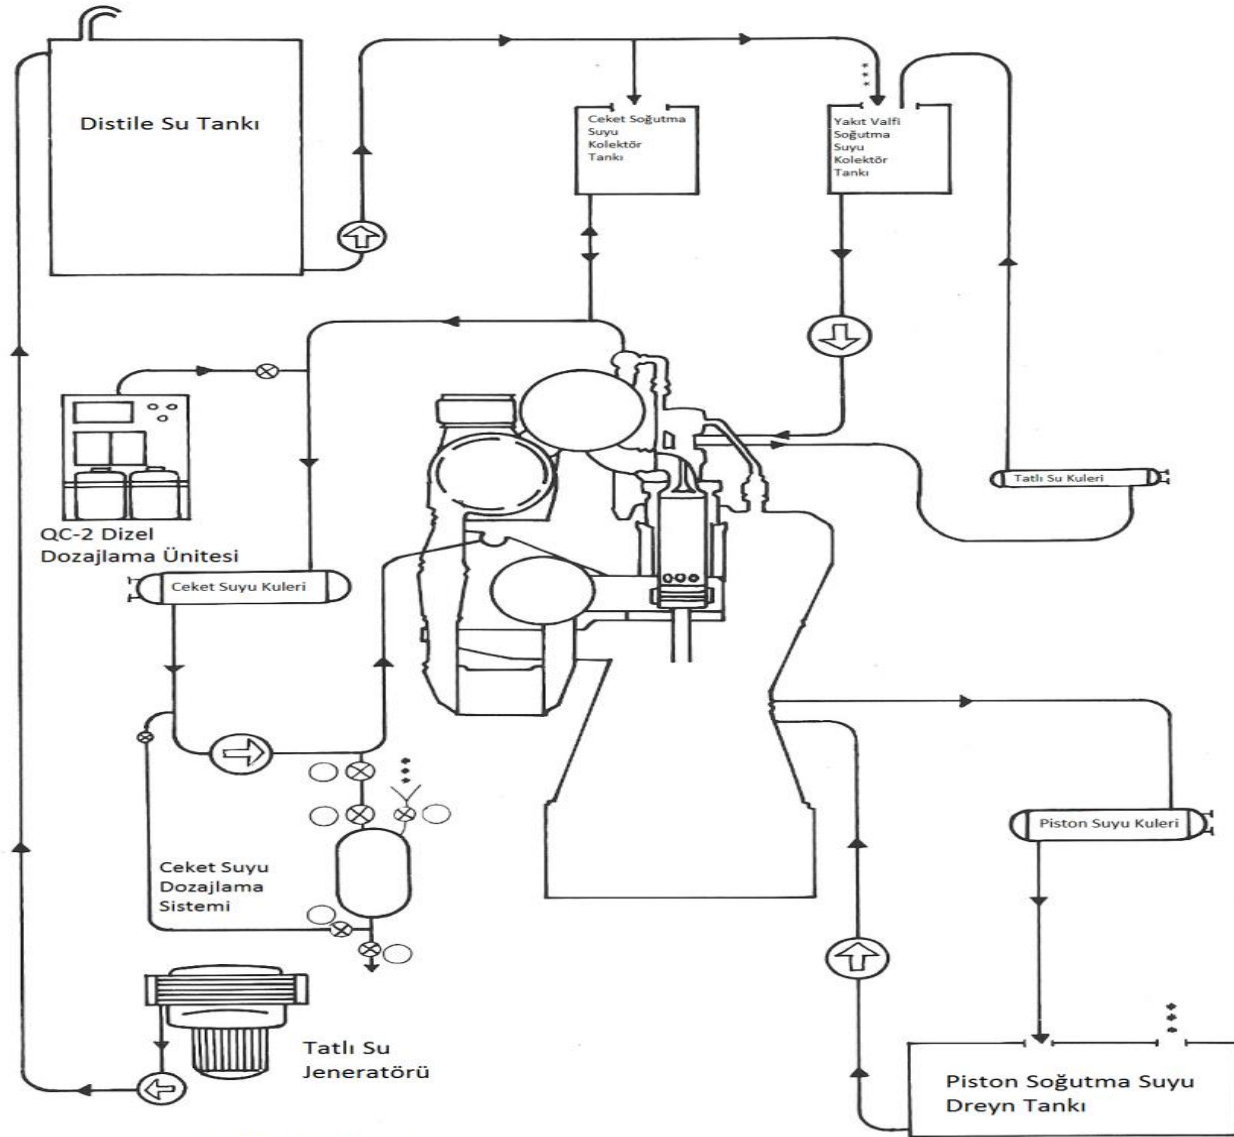 Distile Su Tankı
Ceket Soğutma
Suyu
Kolektör
Tankı
Yakıt Valfi
Soğutma
Suyu
Kolektör
Tankı
QC-2 Dizel
Dozajlama Ünitesi
Tatlı Su Kuleri
Ceket Suyu Kuleri
Piston Suyu Kuleri
Ceket Suyu
Dozajlama
Sistemi
Tatlı Su
Jeneratörü
Piston Soğutma Suyu
Dreyn Tankı